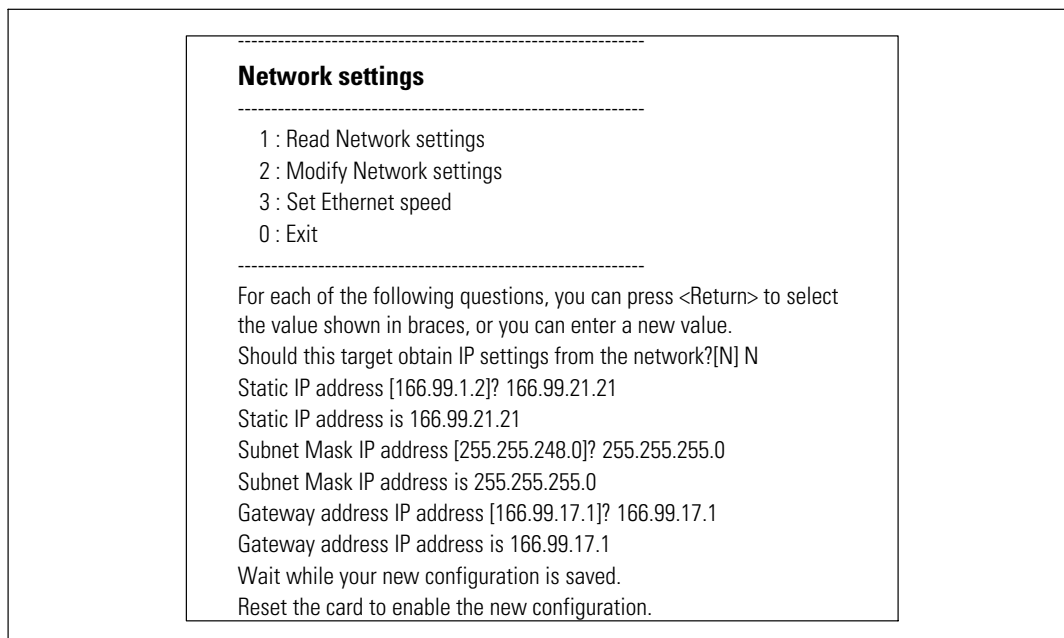 ------------------------------------------------------------
Network settings
------------------------------------------------------------
1 : Read Network settings
2 : Modify Network settings
3 : Set Ethernet speed
0 : Exit
------------------------------------------------------------
For each of the following questions, you can press <Return> to select
the value shown in braces, or you can enter a new value.
Should this target obtain IP settings from the network?[N] N
Static IP address [166.99.1.2]? 166.99.21.21
Static IP address is 166.99.21.21
Subnet Mask IP address [255.255.248.0]? 255.255.255.0
Subnet Mask IP address is 255.255.255.0
Gateway address IP address [166.99.17.1]? 166.99.17.1
Gateway address IP address is 166.99.17.1
Wait while your new configuration is saved.
Reset the card to enable the new configuration.